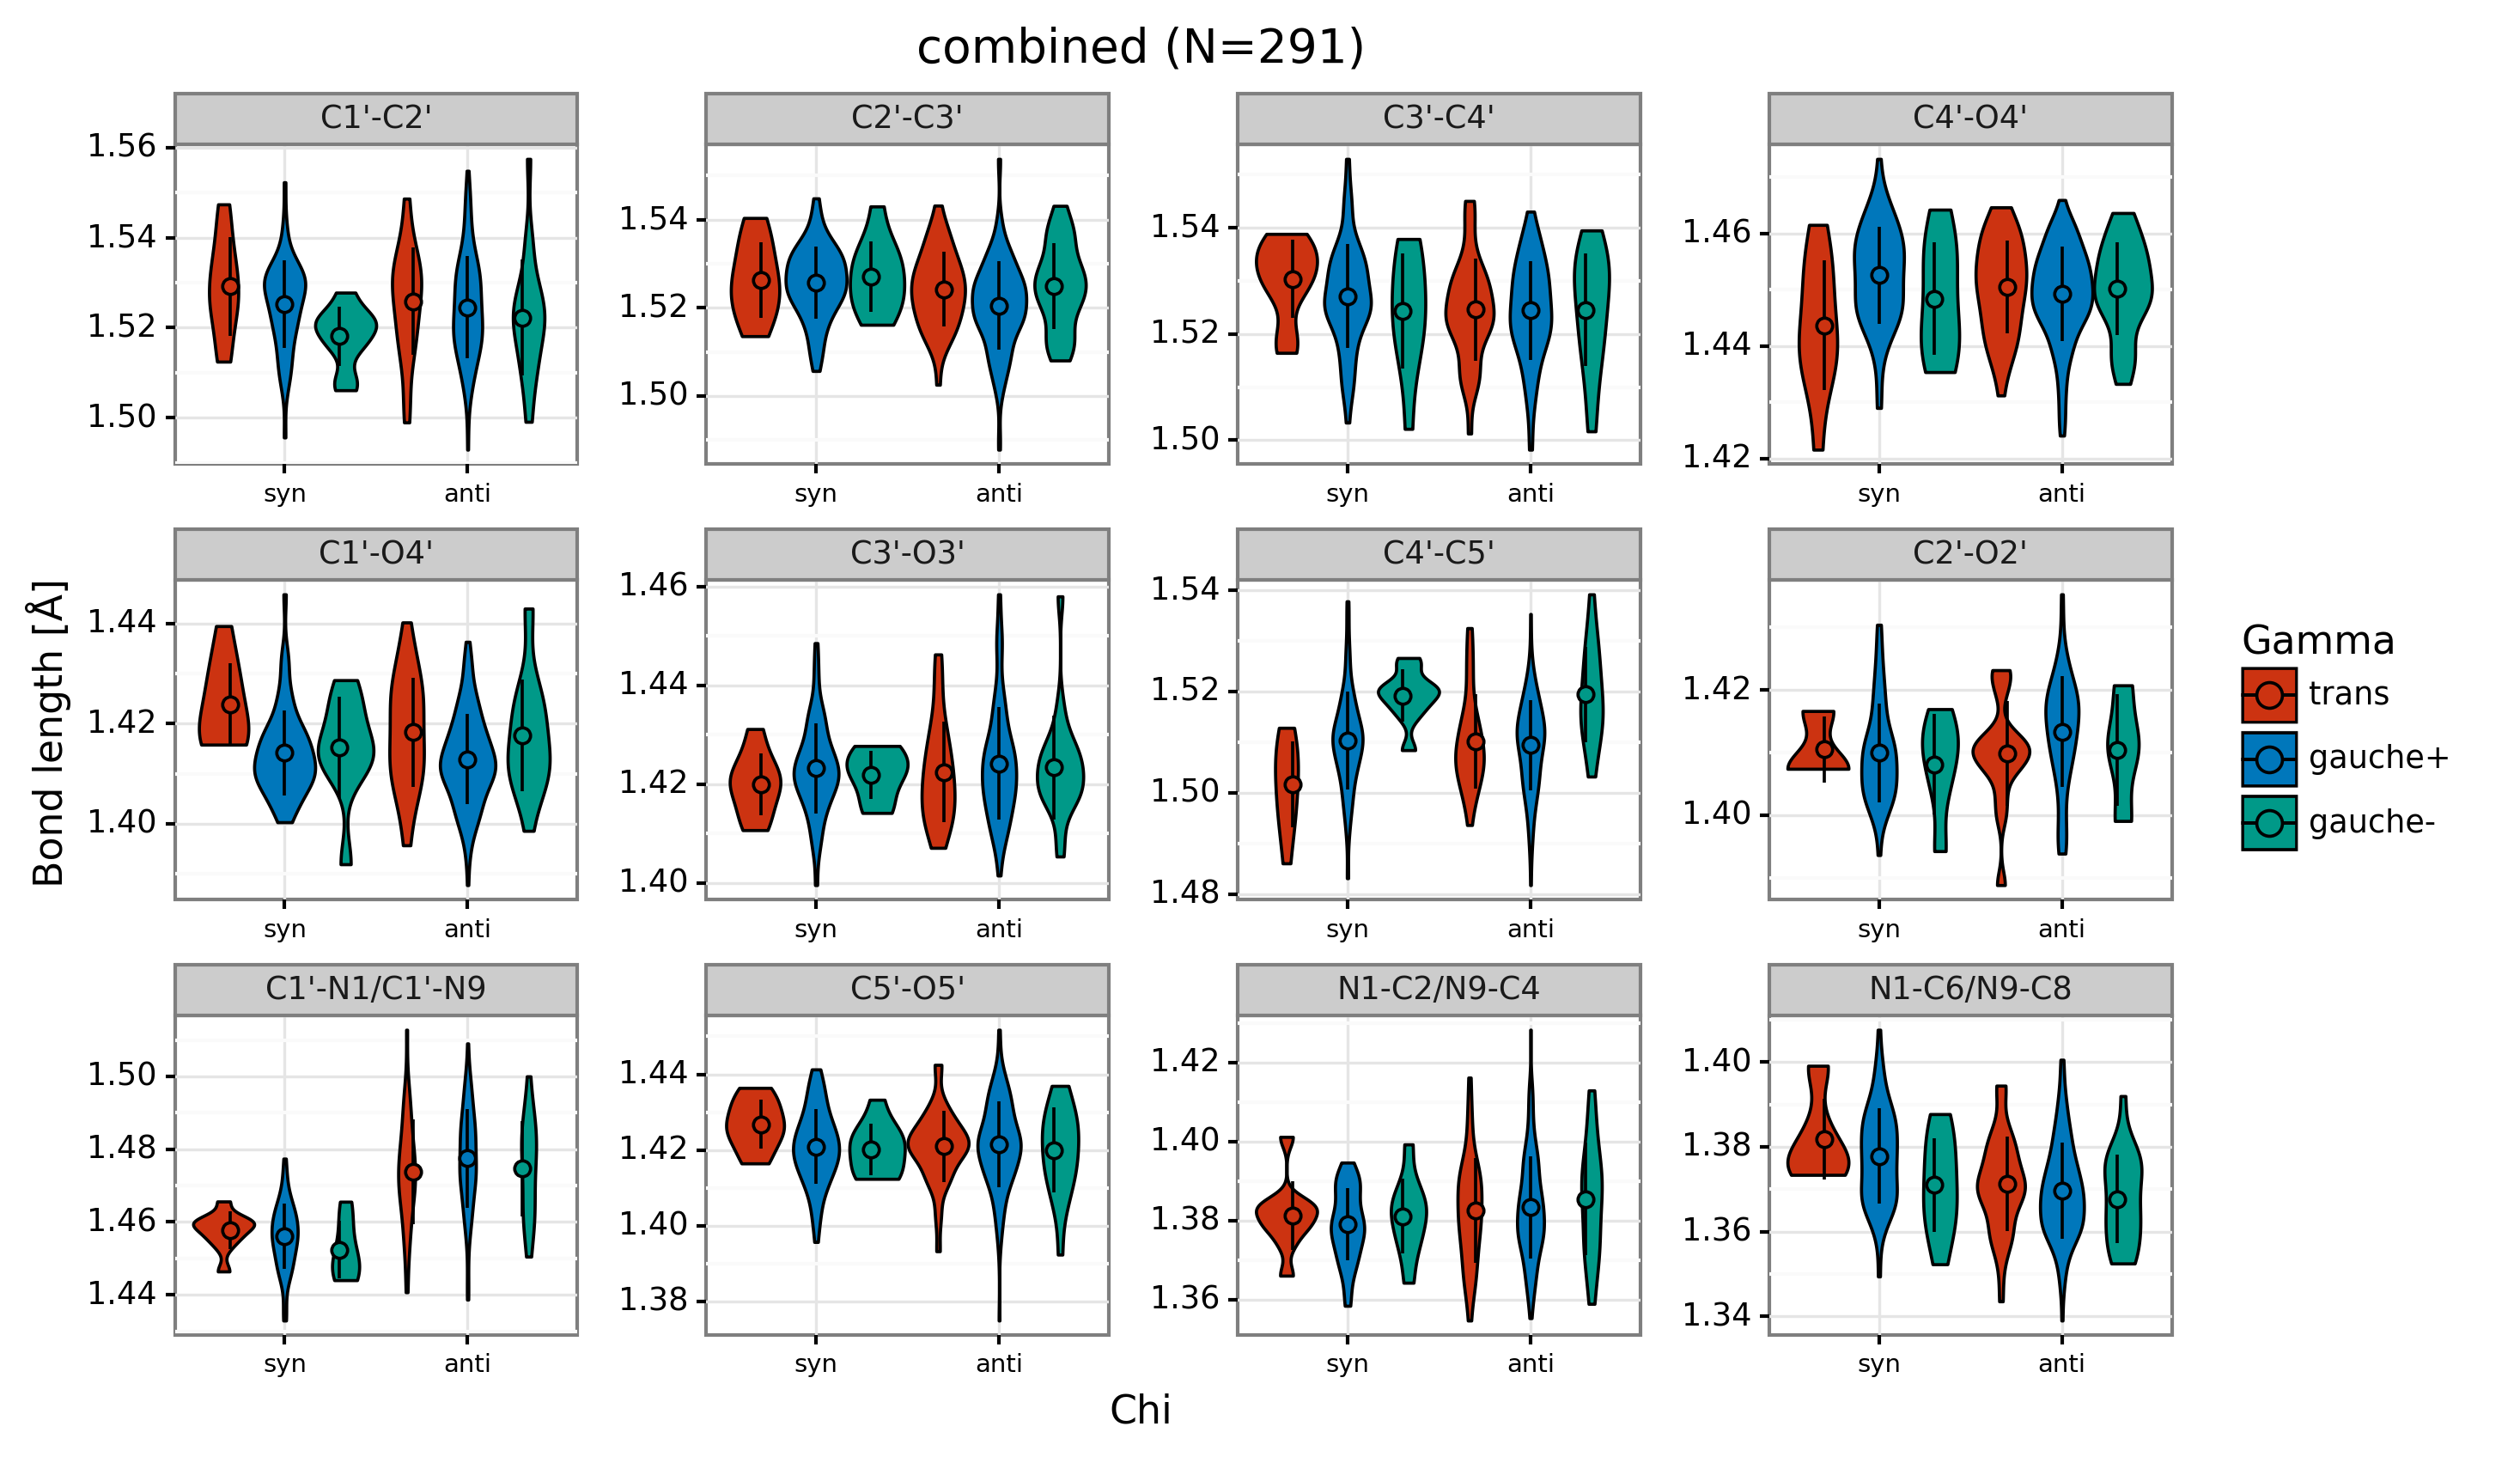 combined (N=291)
C1'-C2'
C2'-C3'
C3'-C4'
C4'-O4'
1.56
1.54
1.52
1.50
1.54
1.52
1.50
1.54
1.52
1.50
1.46
1.44
1.42
syn anti
syn anti
syn anti
syn anti
C1'-O4'
C3'-O3'
C4'-C5'
C2'-O2'
1.44
1.42
1.40
1.46
1.44
1.42
1.40
1.54
1.52
1.50
1.48
1.42
1.40
syn anti
syn anti
syn anti
syn anti
C1'-N1/C1'-N9
C5'-O5'
N1-C2/N9-C4
N1-C6/N9-C8
1.50
1.48
1.46
1.44
1.44
1.42
1.40
1.38
1.42
1.40
1.38
1.36
1.40
1.38
1.36
1.34
syn anti
syn anti
syn anti
syn anti
Bond length [Å]
Chi
Gamma
trans
gauche+
gauche-